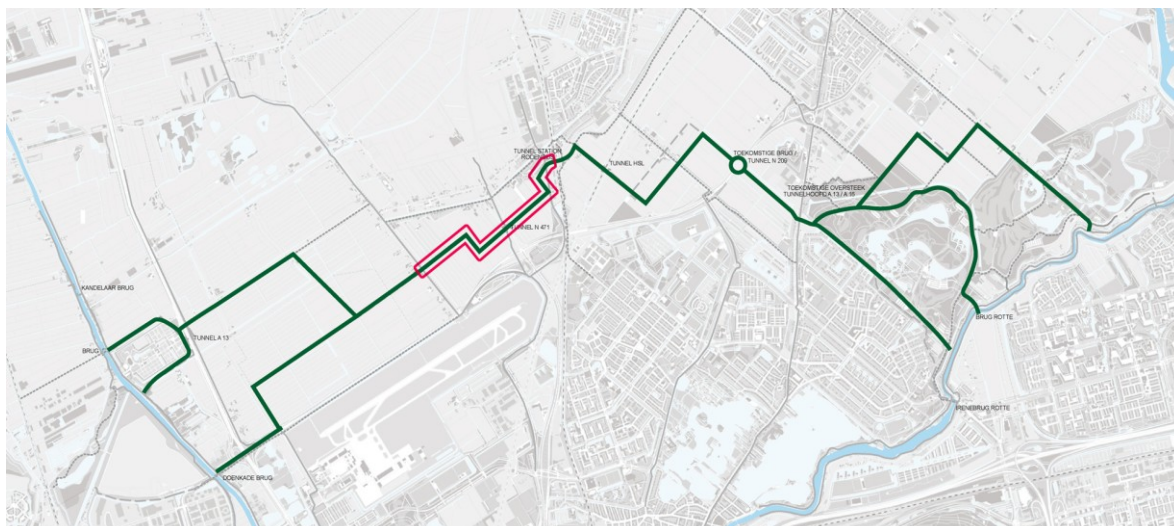 TUNNEL STATION
RODENRIJS
TUNNEL HSL
TOEKOMSTIGE BRUG /
TUNNEL N 209
TOEKOMSTIGE OVERSTEEK
TUNNELHOOFD A 13 / A 16
TUNNEL N 471
KANDELAAR BRUG
TUNNEL A 13
BRUG
BRUG ROTTE
IRENEBRUG ROTTE
DOENKADE BRUG